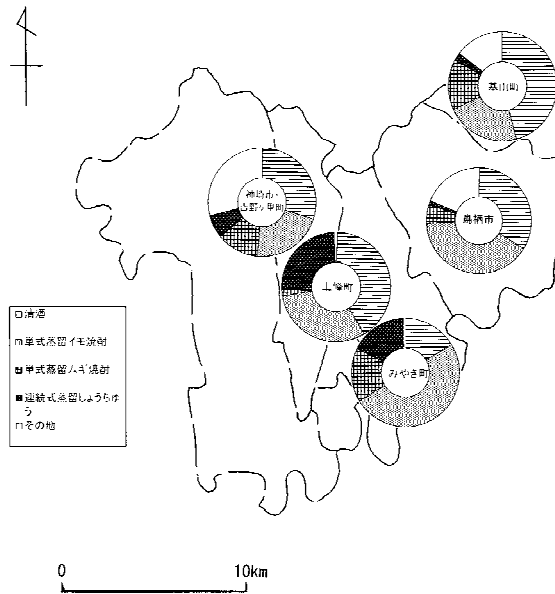 基山町
神埼市・
吉野ヶ里町
鳥栖市
上峰町
みやき町
清酒
単式蒸留イモ焼酎
単式蒸留ムギ焼酎
連続式蒸留しょうちゅ
う
その他
0
10km